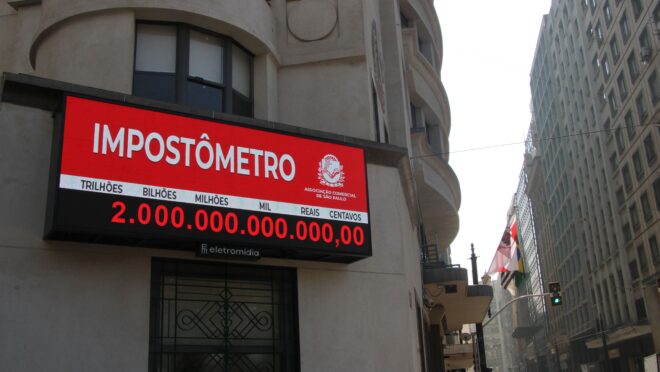 IMPOSTÔMETRO
ASSOCIAÇÃO COMERCIAL
DE SÃO PAULO
TRILHÕES BILHÕES MILHÕES MIL REAIS CENTAVOS
2.000.000.000.000,00
eletromidia